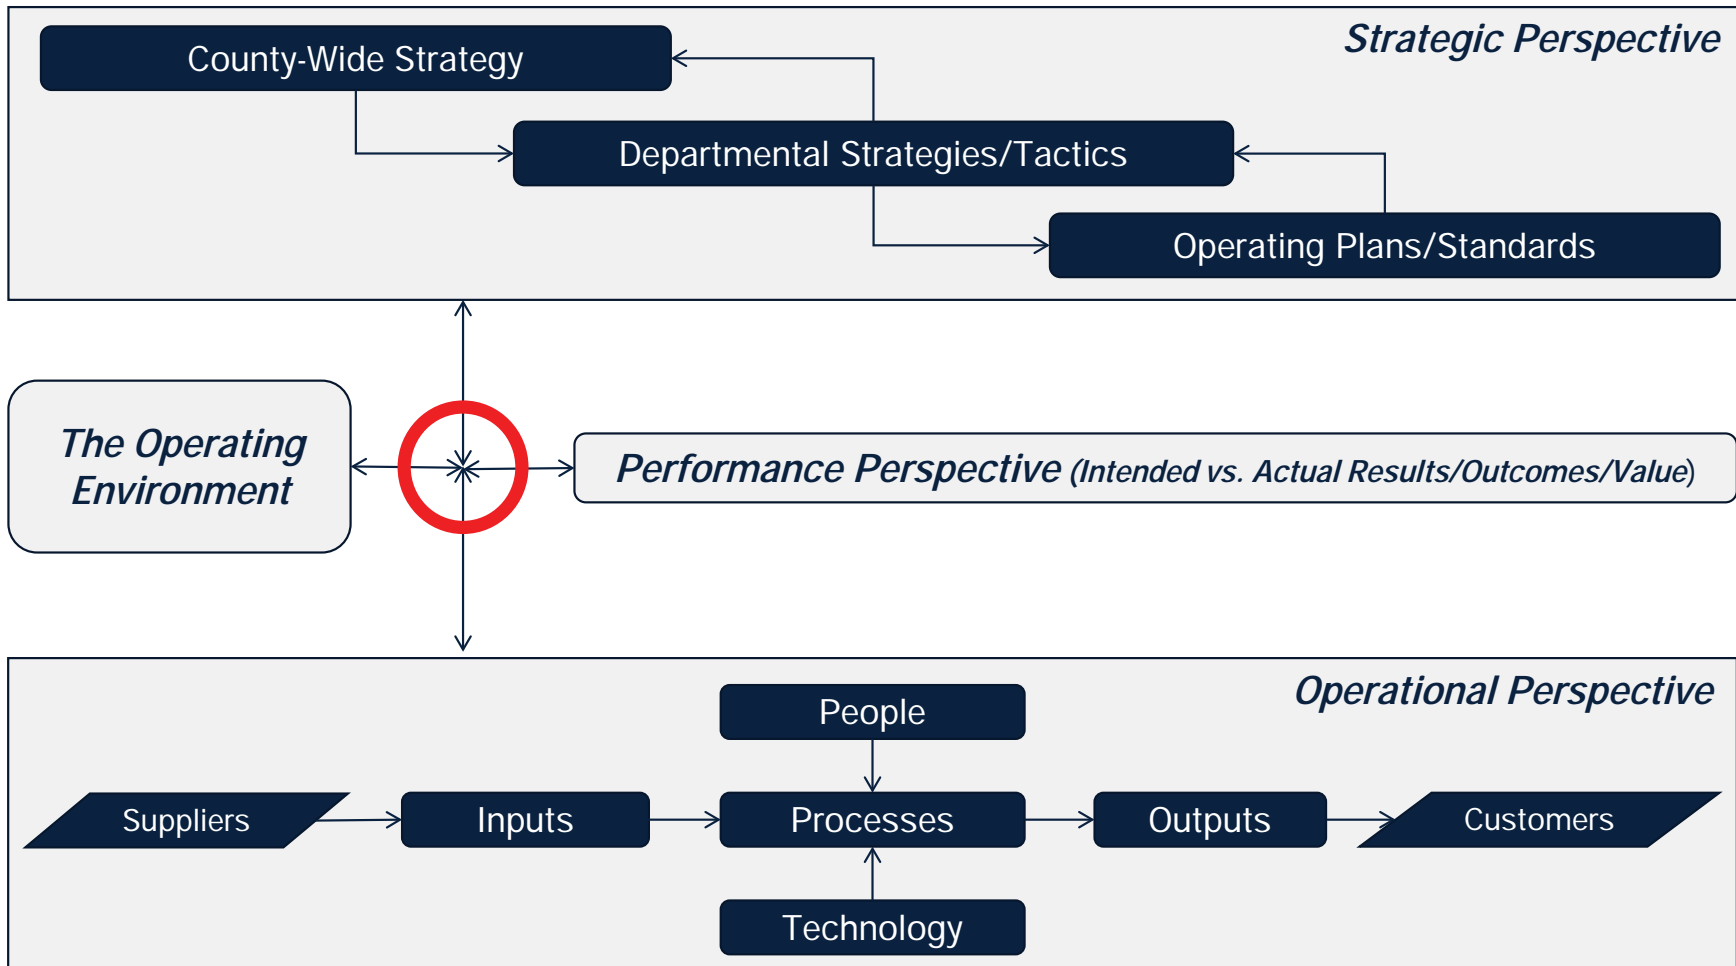 Strategic Perspective
County-Wide Strategy
Departmental Strategies/Tactics
Operating Plans/Standards
The Operating
Environment
Performance Perspective (Intended vs. Actual Results/Outcomes/Value)
Operational Perspective
People
Suppliers
Inputs
Processes
Outputs
Customers
Technology